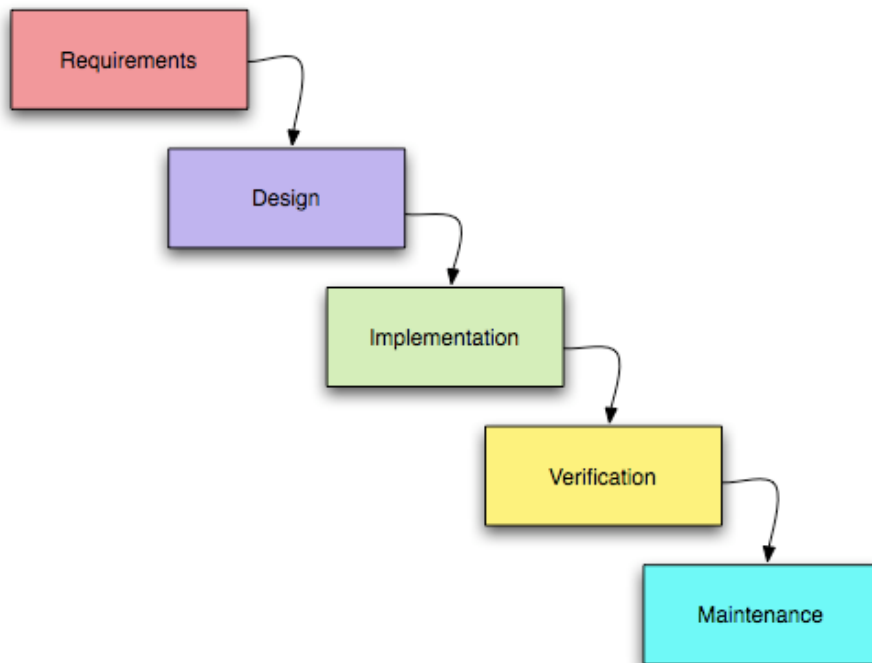 Requirements
Design
Implementation
Verification
Maintenance